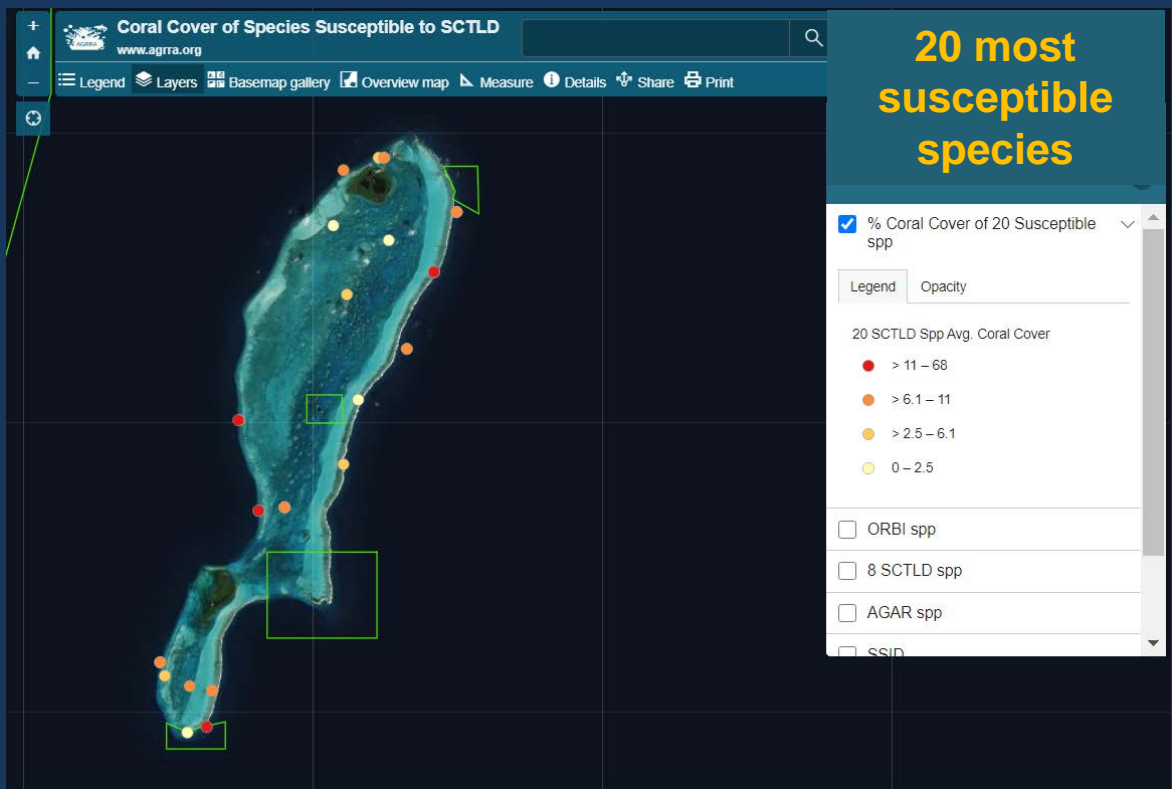 +
Coral Cover of Species Susceptible to SCTLD
AGRRA
www.agrra.org
–
Legend Layers Basemap gallery Overview map Measure Details Share Print
20 most
susceptible
species
% Coral Cover of 20 Susceptible
spp
Legend Opacity
20 SCTLD Spp Avg. Coral Cover
> 11 – 68
> 6.1 – 11
> 2.5 – 6.1
0 – 2.5
ORBI spp
8 SCTLD spp
AGAR spp
SSID